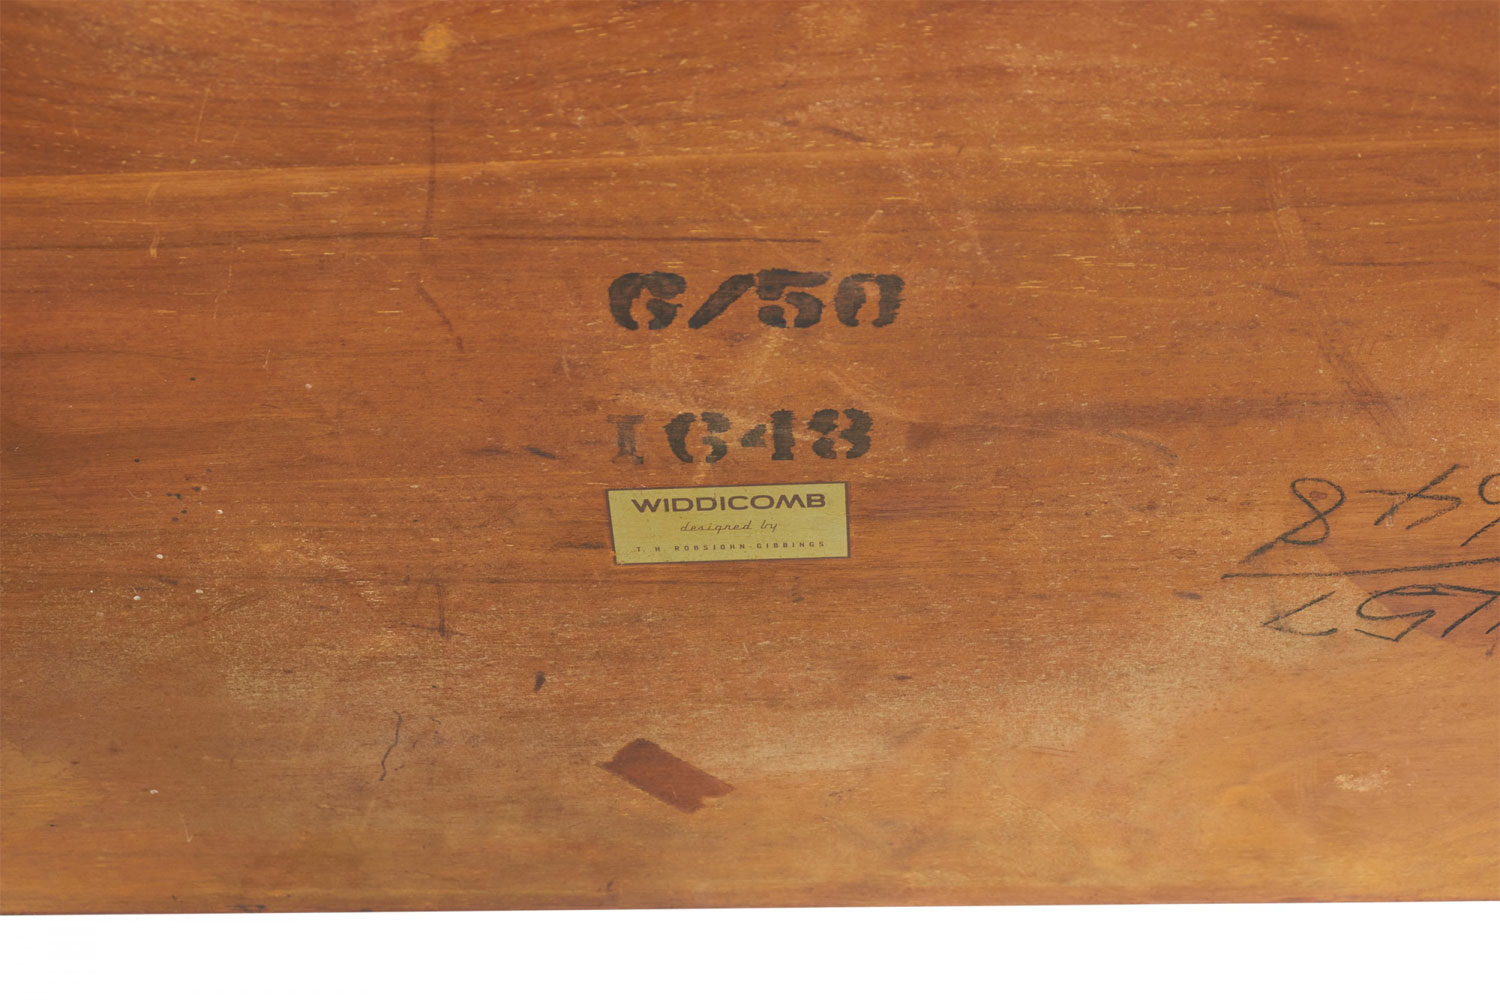 6/50
1648
WIDDICOMB
designed by
T. H. ROBSJOHN-GIBBINGS